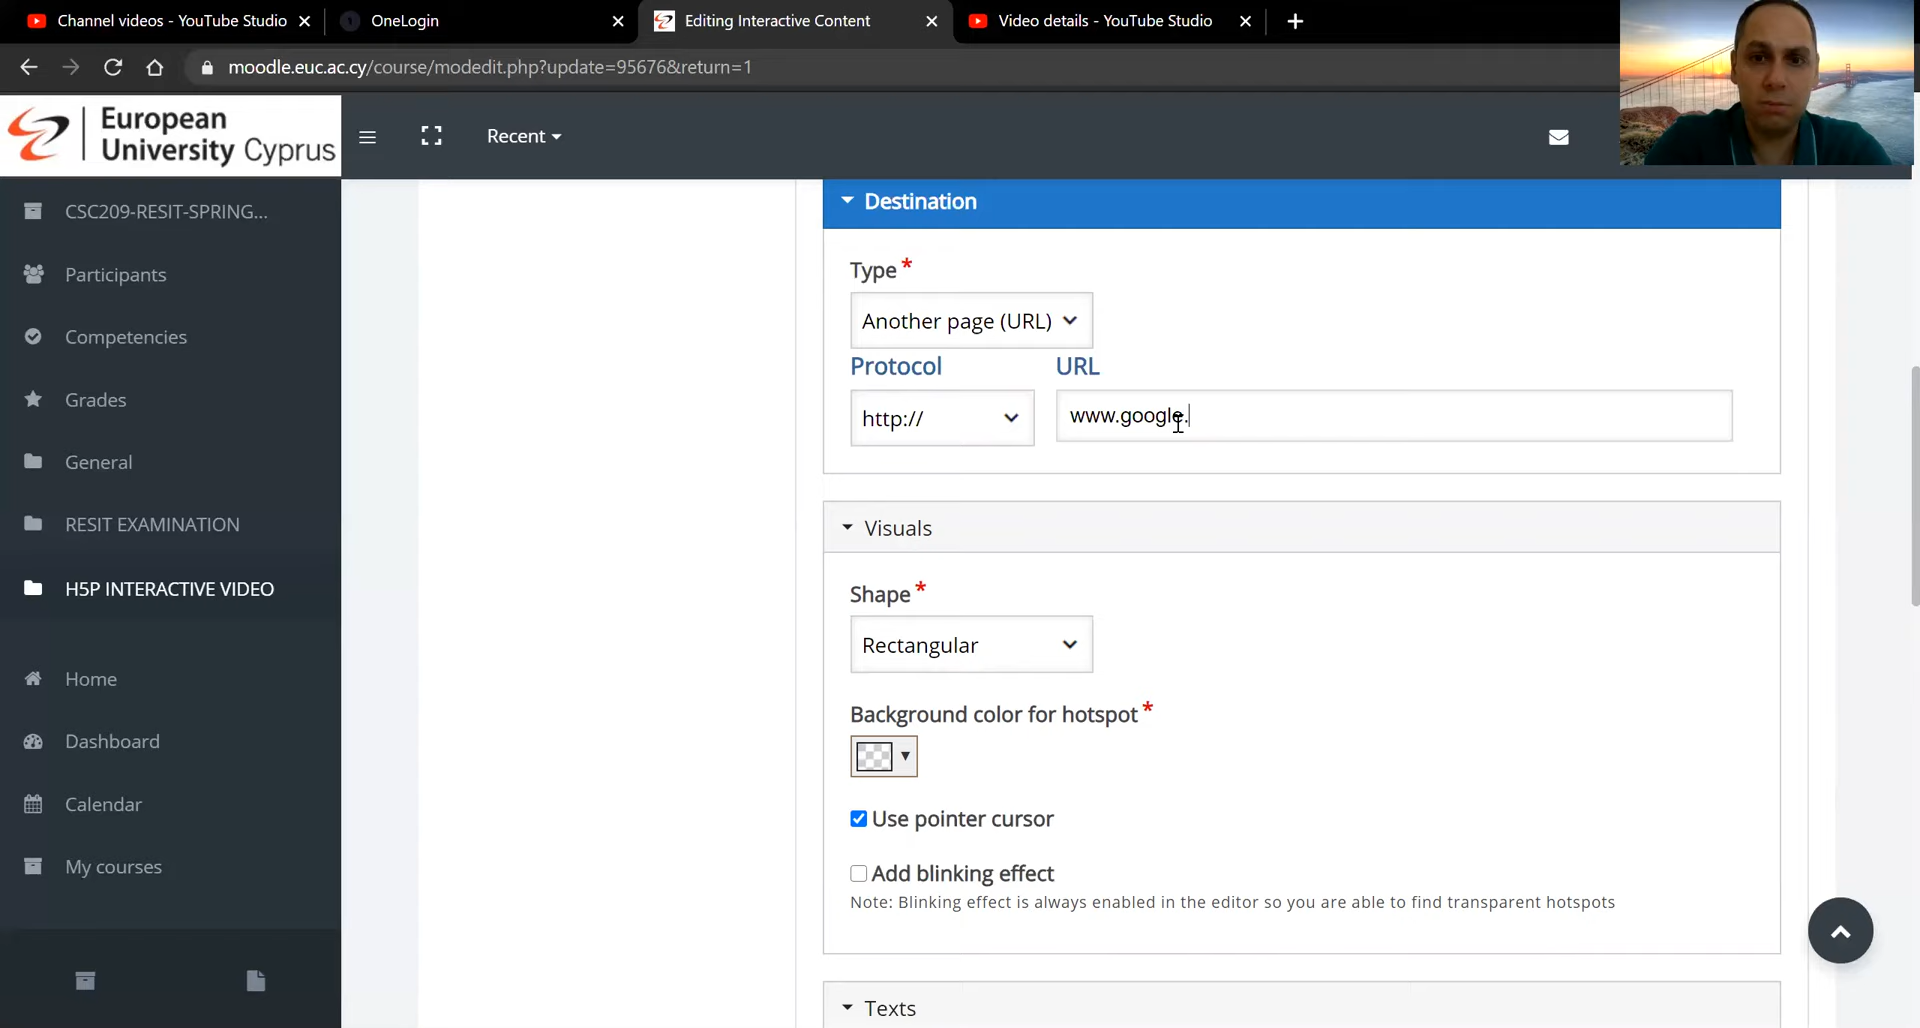 Channel videos - YouTube Studio
OneLogin
Editing Interactive Content
Video details - YouTube Studio
moodle.euc.ac.cy/course/modedit.php?update=95676&return=1
European
University Cyprus
Recent
CSC209-RESIT-SPRING...
Participants
Competencies
Grades
General
RESIT EXAMINATION
H5P INTERACTIVE VIDEO
Home
Dashboard
Calendar
My courses
Destination
Type *
Another page (URL)
Protocol URL
http:// www.google.
Visuals
Shape *
Rectangular
Background color for hotspot *
Use pointer cursor
Add blinking effect
Note: Blinking effect is always enabled in the editor so you are able to find transparent hotspots
Texts